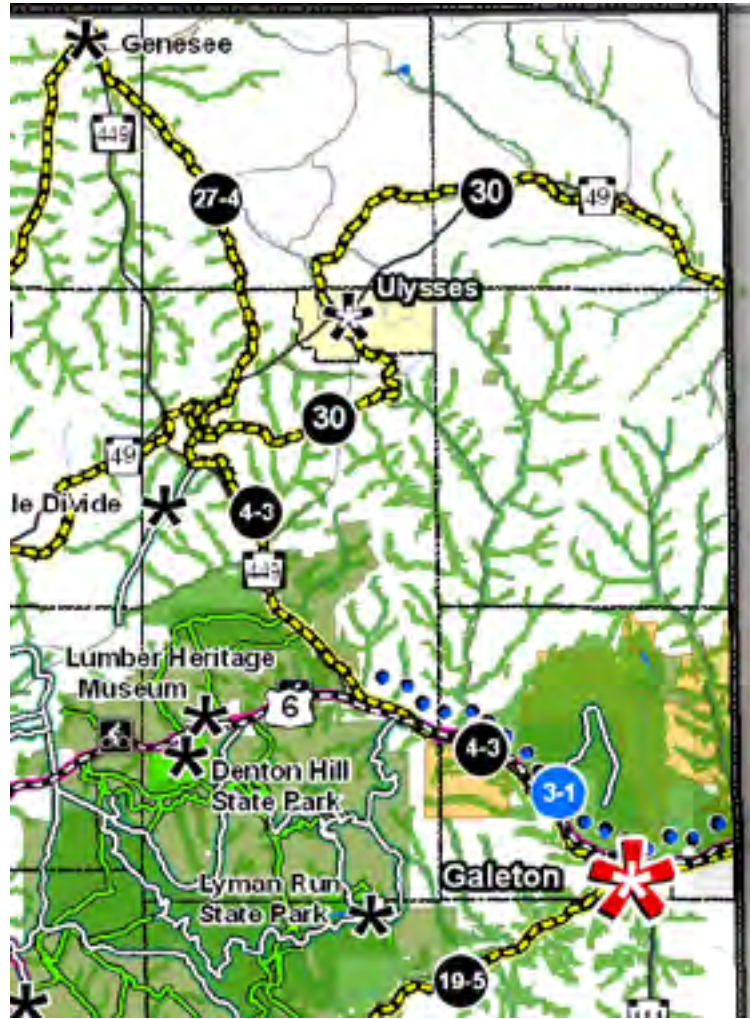 Genesee
449
27-4
30
49
Ulysses
30
49
le Divide
4-3
449
Lumber Heritage
Museum
6
4-3
Denton Hill
State Park
3-1
Galeton
Lyman Run
State Park
19-5